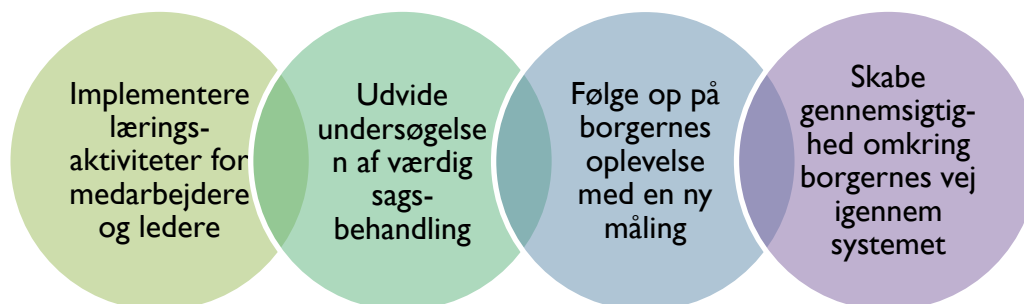 Implementere
lærings-
aktiviteter for
medarbejdere
og ledere
Udvide
undersøgelse
n af værdig
sags-
behandling
Følge op på
borgernes
oplevelse
med en ny
måling
Skabe
gennemsigtig-
hed omkring
borgernes vej
igennem
systemet